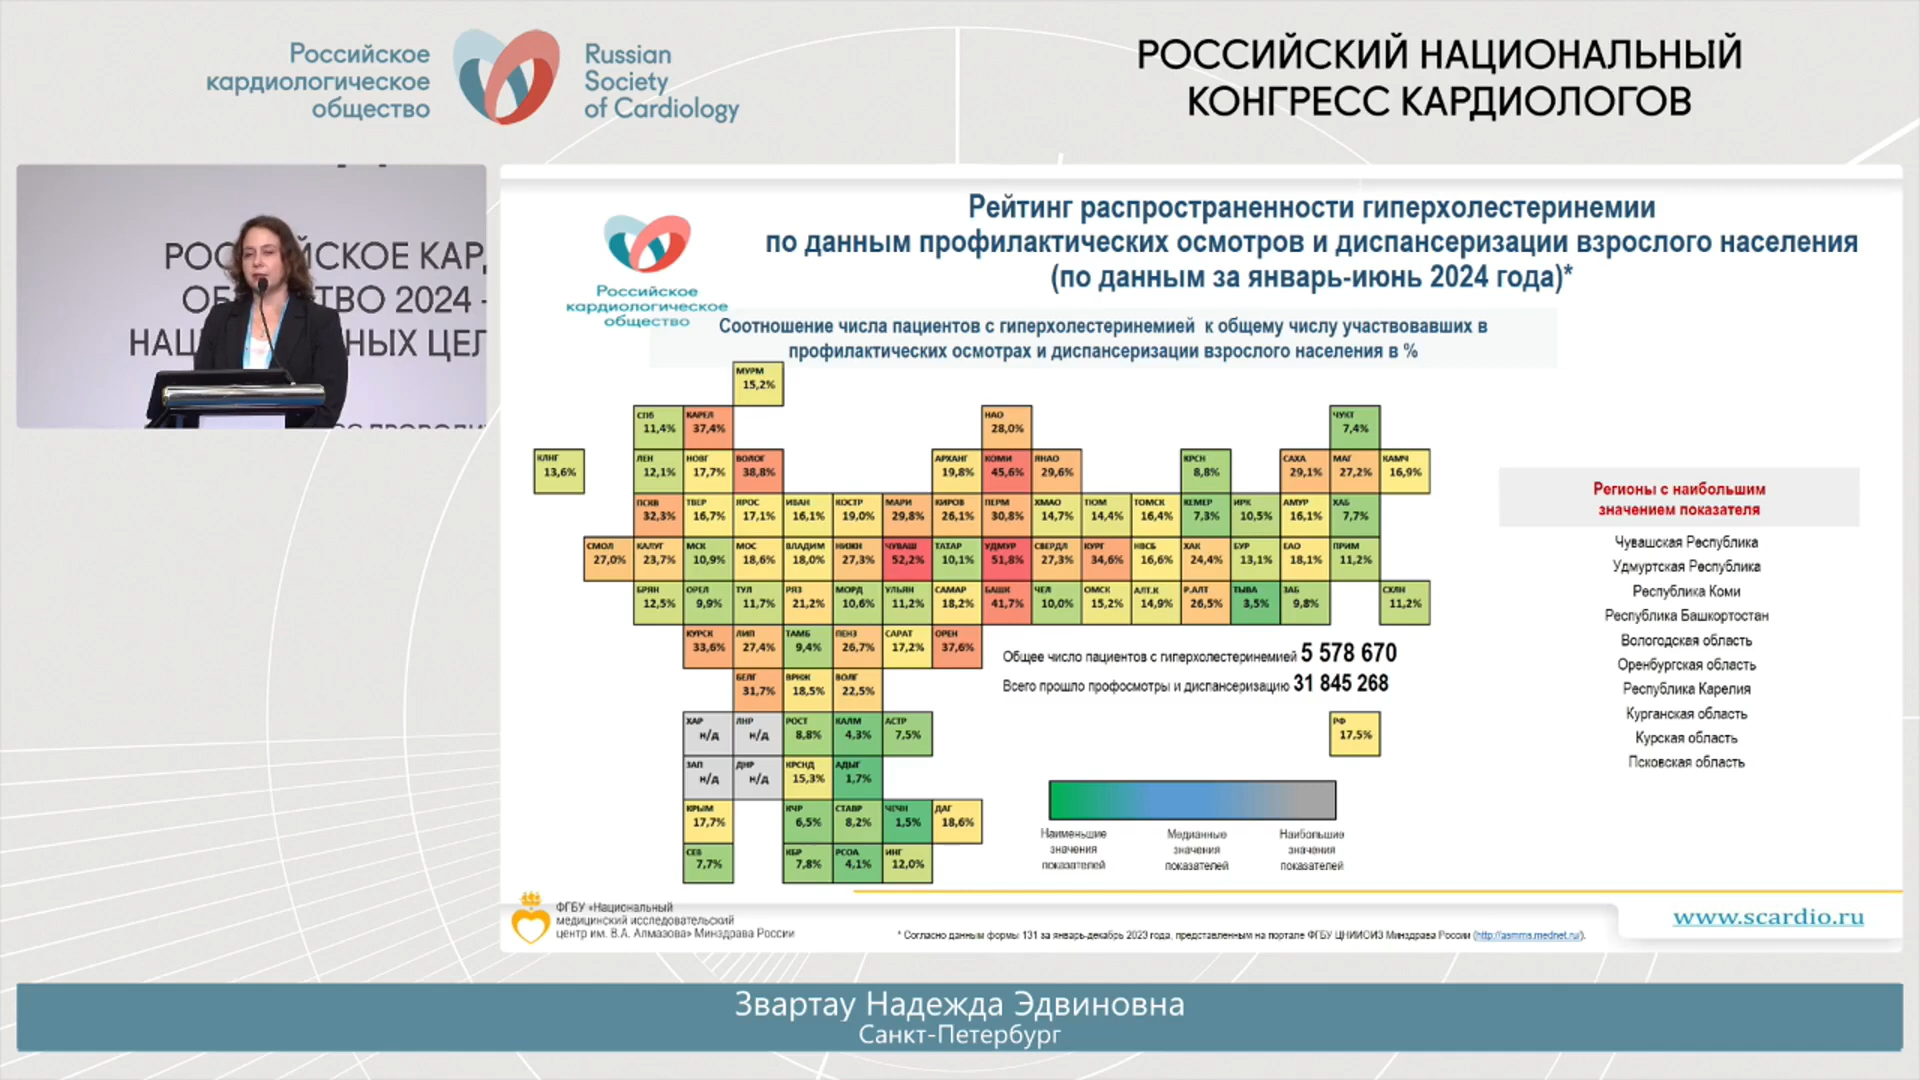 Российское
кардиологическое
общество
Russian
Society
of Cardiology
РОССИЙСКИЙ НАЦИОНАЛЬНЫЙ
КОНГРЕСС КАРДИОЛОГОВ
РОССИЙСКОЕ КАРД
ОБЩЕСТВО 2024 -
НАЦ НЫХ ЦЕЛ
Рейтинг распространенности гиперхолестеринемии
по данным профилактических осмотров и диспансеризации взрослого населения
(по данным за январь-июнь 2024 года)*
Российское
кардиологическое
общество
Соотношение числа пациентов с гиперхолестеринемией к общему числу участвовавших в
профилактических осмотрах и диспансеризации взрослого населения в %
МУРМ
15,2%
СПб КАРЕЛ НАО ЧУКТ
11,4% 37,4% 28,0% 7,4%
КЛНГ ЛЕН НОВГ ВОЛОГ АРХАНГ КОМИ ЯНАО КРСН САХА МАГ КАМЧ
13,6% 12,1% 17,7% 38,8% 19,8% 45,6% 29,6% 8,8% 29,1% 27,2% 16,9%
ПСКВ ТВЕР ЯРОС ИВАН КОСТР МАРИ КИРОВ ПЕРМ ХМАО ТЮМ ТОМСК КЕМЕР ИРК АМУР ХАБ
32,3% 16,7% 17,1% 16,1% 19,0% 29,8% 26,1% 30,8% 14,7% 14,4% 16,4% 7,3% 10,5% 16,1% 7,7%
СМОЛ КАЛУГ МСК МОС ВЛАДИМ НИЖН ЧУВАШ ТАТАР УДМУР СВЕРДЛ КУРГ НВСБ ХАК БУР ЕАО ПРИМ
27,0% 23,7% 10,9% 18,6% 18,0% 27,3% 52,2% 10,1% 51,8% 27,3% 34,6% 16,6% 24,4% 13,1% 18,1% 11,2%
БРЯН ОРЕЛ ТУЛ РЯЗ МОРД УЛЬЯН САМАР БАШК ЧЕЛ ОМСК АЛТ.К Р.АЛТ ТЫВА ЗАБ СХЛН
12,5% 9,9% 11,7% 21,2% 10,6% 11,2% 18,2% 41,7% 10,0% 15,2% 14,9% 26,5% 3,5% 9,8% 11,2%
КУРСК ЛИП ТАМБ ПЕНЗ САРАТ ОРЕН
33,6% 27,4% 9,4% 26,7% 17,2% 37,6%
БЕЛГ ВРНЖ ВОЛГ
31,7% 18,5% 22,5%
ХАР ЛНР РОСТ КАЛМ АСТР
н/д н/д 8,8% 4,3% 7,5%
ЗАП ДНР КРСНД АДЫГ
н/д н/д 15,3% 1,7%
КРЫМ КЧР СТАВР ЧЕЧН ДАГ
17,7% 6,5% 8,2% 1,5% 18,6%
СЕВ КБР РСОА ИНГ
7,7% 7,8% 4,1% 12,0%
Общее число пациентов с гиперхолестеринемией 5 578 670
Всего прошло профосмотры и диспансеризацию 31 845 268
РФ
17,5%
Наименьшие
значения
показателей
Медианные
значения
показателей
Наибольшие
значения
показателей
Регионы с наибольшим
значением показателя
Чувашская Республика
Удмуртская Республика
Республика Коми
Республика Башкортостан
Вологодская область
Оренбургская область
Республика Карелия
Курганская область
Курская область
Псковская область
ФГБУ «Национальный
медицинский исследовательский
центр им. В.А. Алмазова» Минздрава России
* Согласно данным формы 131 за январь-декабрь 2023 года, представленным на портале ФГБУ ЦНИИОИЗ Минздрава России (http://asmms.mednet.ru/).
www.scardio.ru
Звартау Надежда Эдвиновна
Санкт-Петербург